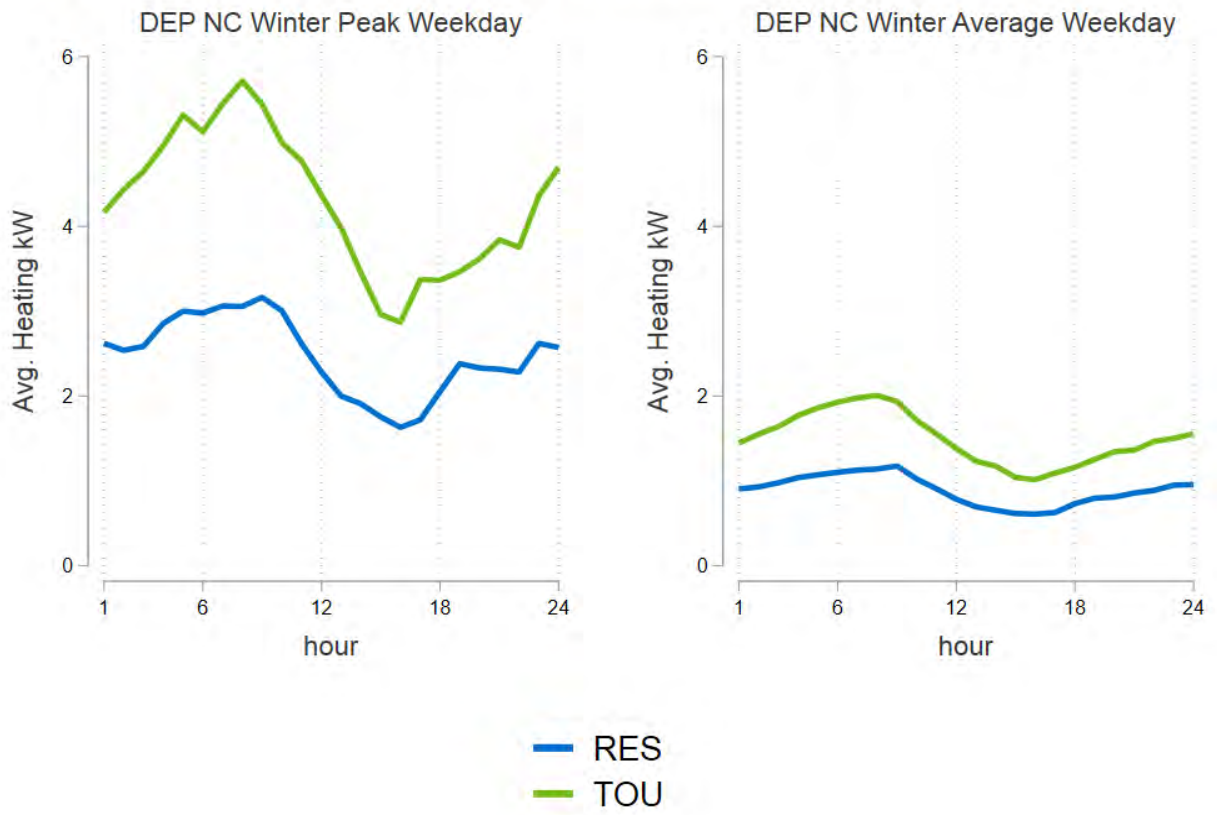 DEP NC Winter Peak Weekday
6
4
2
0
Avg. Heating kW
1 6 12 18 24
hour
DEP NC Winter Average Weekday
6
4
2
0
Avg. Heating kW
1 6 12 18 24
hour
RES
TOU